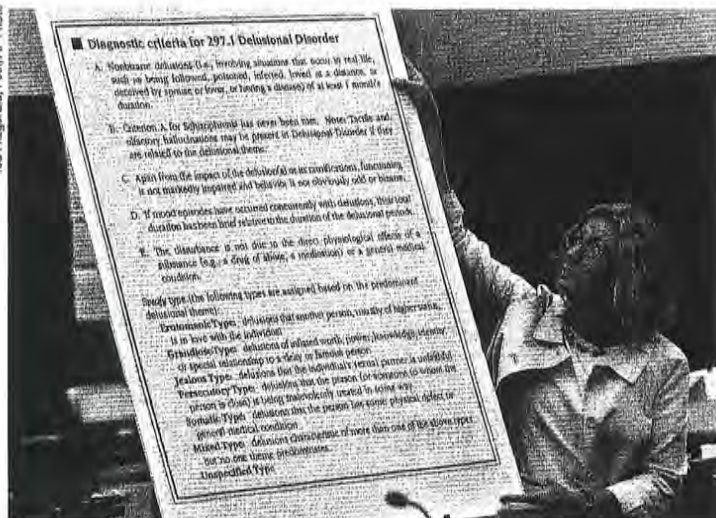 ■ Diagnostic criteria for 297.1 Delusional Disorder
A. Nonbizarre delusions (i.e., involving situations that occur in real life,
such as being followed, poisoned, infected, loved at a distance, or
deceived by spouse or lover, or having a disease) of at least 1 month's
duration.
B. Criterion A for Schizophrenia has never been met. Note: Tactile and
olfactory hallucinations may be present in Delusional Disorder if they
are related to the delusional theme.
C. Apart from the impact of the delusion(s) or its ramifications, functioning
is not markedly impaired and behavior is not obviously odd or bizarre.
D. If mood episodes have occurred concurrently with delusions, their total
duration has been brief relative to the duration of the delusional periods.
E. The disturbance is not due to the direct physiological effects of a
substance (e.g., a drug of abuse, a medication) or a general medical
condition.
Specify type (the following types are assigned based on the predominant
delusional theme):
Erotomanic Type: delusions that another person, usually of higher status,
is in love with the individual
Grandiose Type: delusions of inflated worth, power, knowledge, identity,
or special relationship to a deity or famous person
Jealous Type: delusions that the individual's sexual partner is unfaithful
Persecutory Type: delusions that the person (or someone to whom the
person is close) is being malevolently treated in some way
Somatic Type: delusions that the person has some physical defect or
general medical condition
Mixed Type: delusions characteristic of more than one of the above types
but no one theme predominates
Unspecified Type